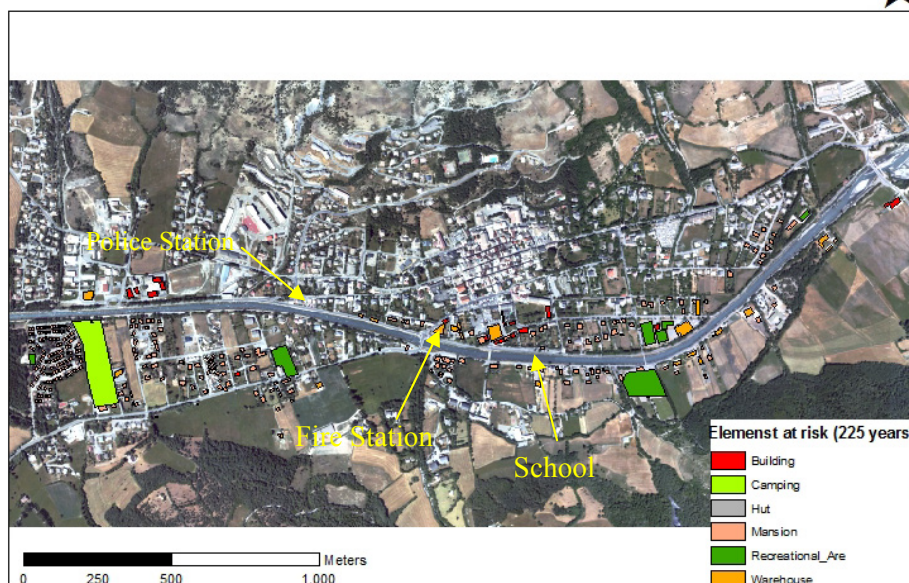 Police Station
Fire Station
School
Elemenst at risk (225 years
Building
Camping
Hut
Mansion
Recreational_Are
Warehouse
Meters
0 250 500 1.000